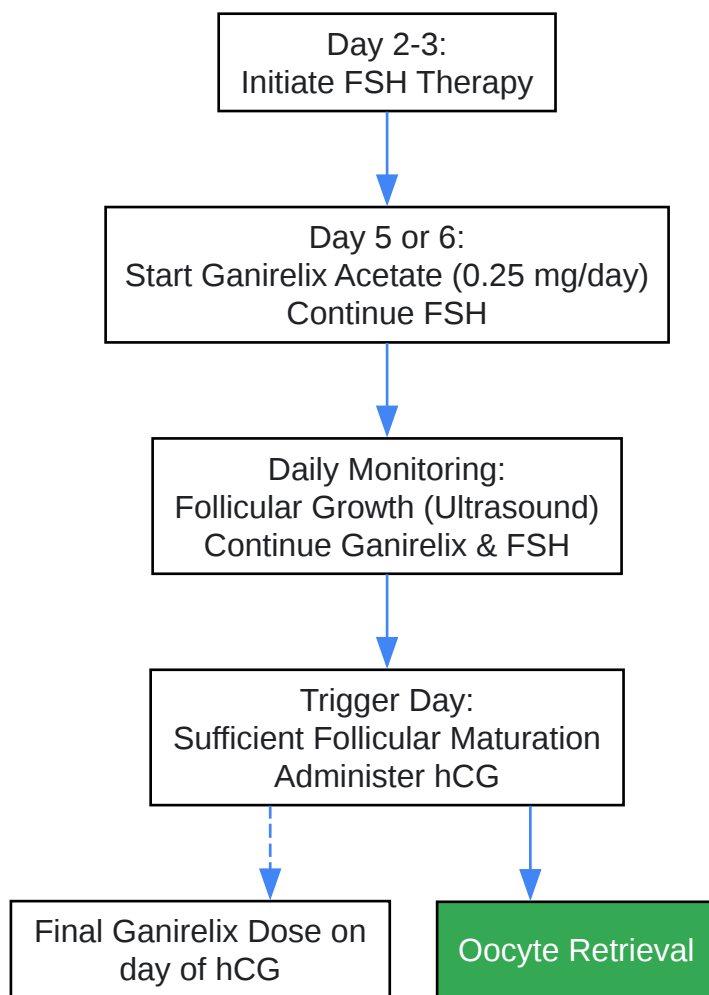 Day 2-3:
Initiate FSH Therapy
Day 5 or 6:
Start Ganirelix Acetate (0.25 mg/day)
Continue FSH
Daily Monitoring:
Follicular Growth (Ultrasound)
Continue Ganirelix & FSH
Trigger Day:
Sufficient Follicular Maturation
Administer hCG
Final Ganirelix Dose on
day of hCG
Oocyte Retrieval